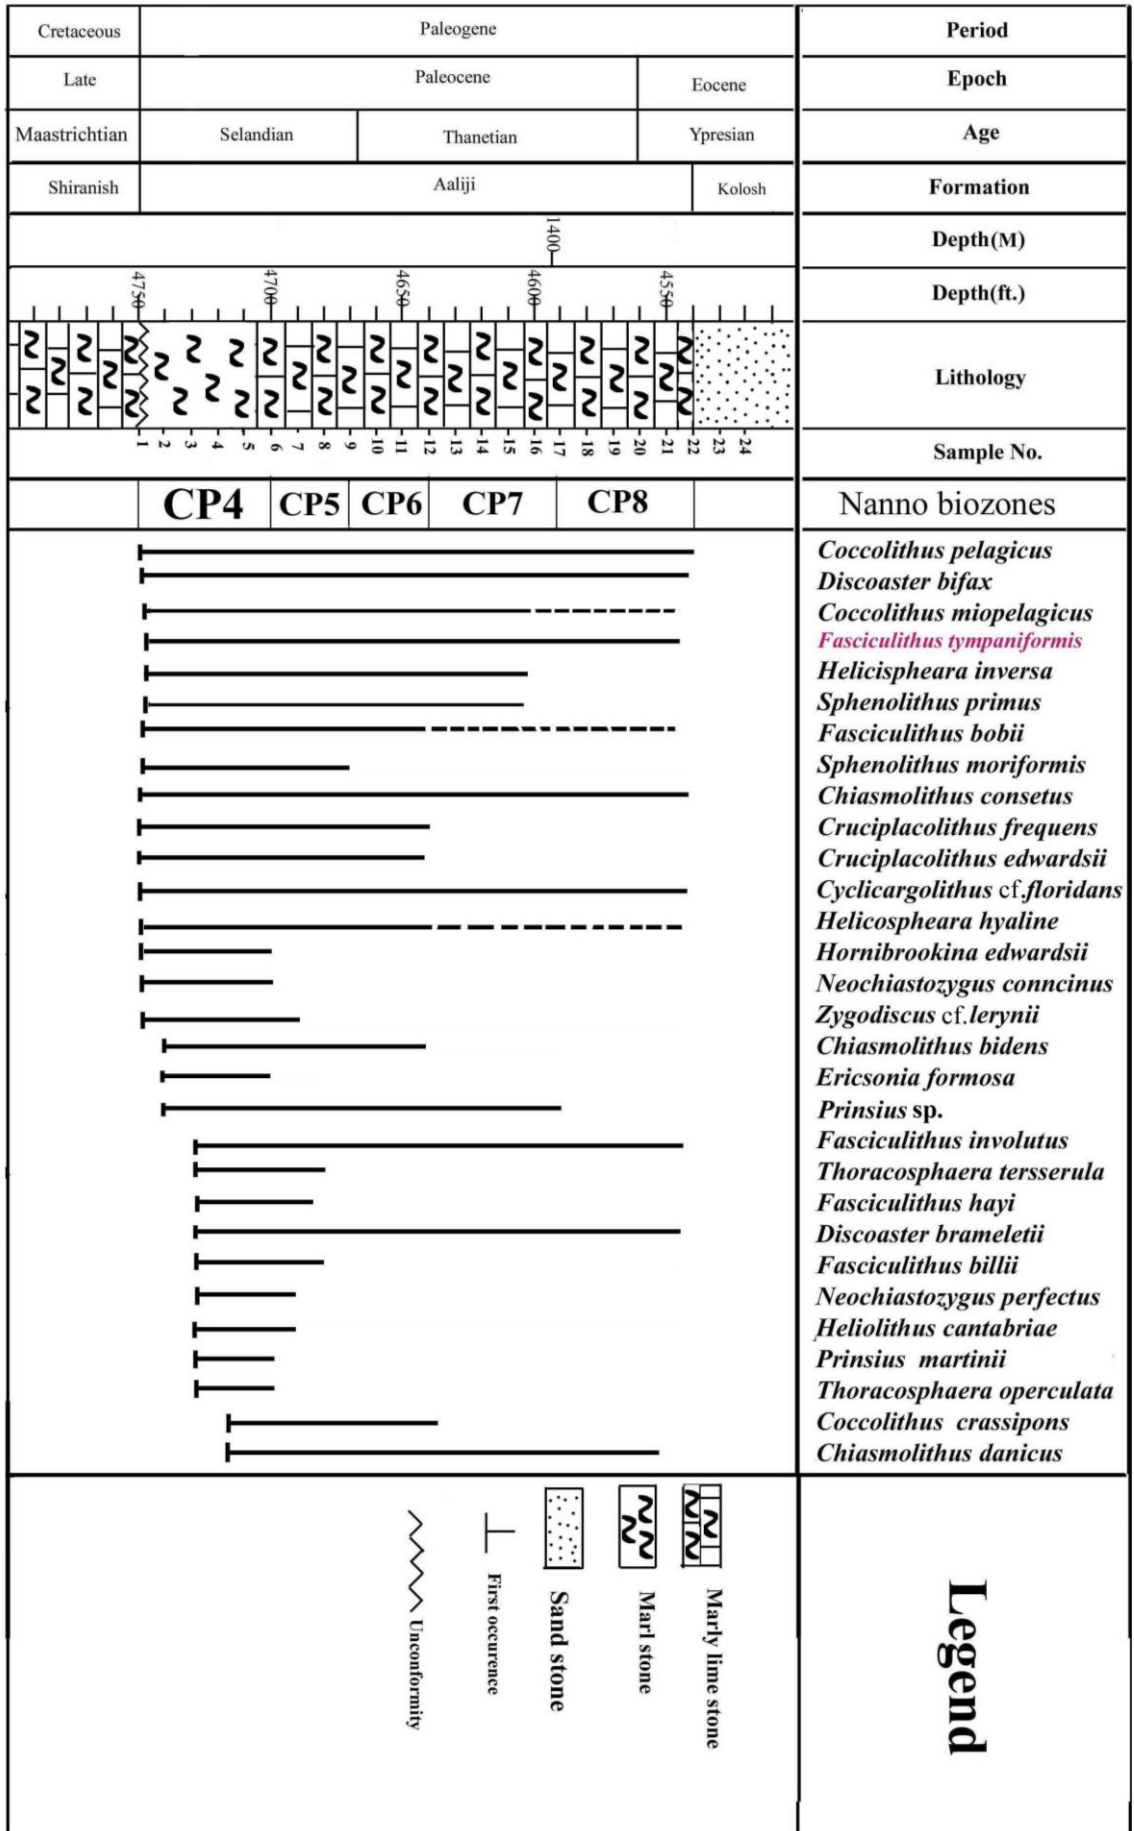 Cretaceous
Paleogene
Period
Late
Paleocene
Eocene
Epoch
Maastrichtian
Selandian
Thanetian
Ypresian
Age
Shiranish
Aaliji
Kolosh
Formation
1400
Depth(M)
4750
4700
4650
4600
4550
Depth(ft.)
Lithology
1
2
3
4
5
6
7
8
9
10
11
12
13
14
15
16
17
18
19
20
21
22
23
24
Sample No.
CP4
CP5
CP6
CP7
CP8
Nanno biozones
Coccolithus pelagicus
Discoaster bifax
Coccolithus miopelagicus
Fasciculithus tympaniformis
Helicispheara inversa
Sphenolithus primus
Fasciculithus bobii
Sphenolithus moriformis
Chiasmolithus consetus
Cruciplacolithus frequens
Cruciplacolithus edwardsii
Cyclicargolithus cf.floridans
Helicospheara hyaline
Hornibrookina edwardsii
Neochiastozygus conncinus
Zygodiscus cf.lerynii
Chiasmolithus bidens
Ericsonia formosa
Prinsius sp.
Fasciculithus involutus
Thoracosphaera tersserula
Fasciculithus hayi
Discoaster brameletii
Fasciculithus billii
Neochiastozygus perfectus
Heliolithus cantabriae
Prinsius martinii
Thoracosphaera operculata
Coccolithus crassipons
Chiasmolithus danicus
Unconformity
First occurence
Sand stone
Marl stone
Marly lime stone
Legend